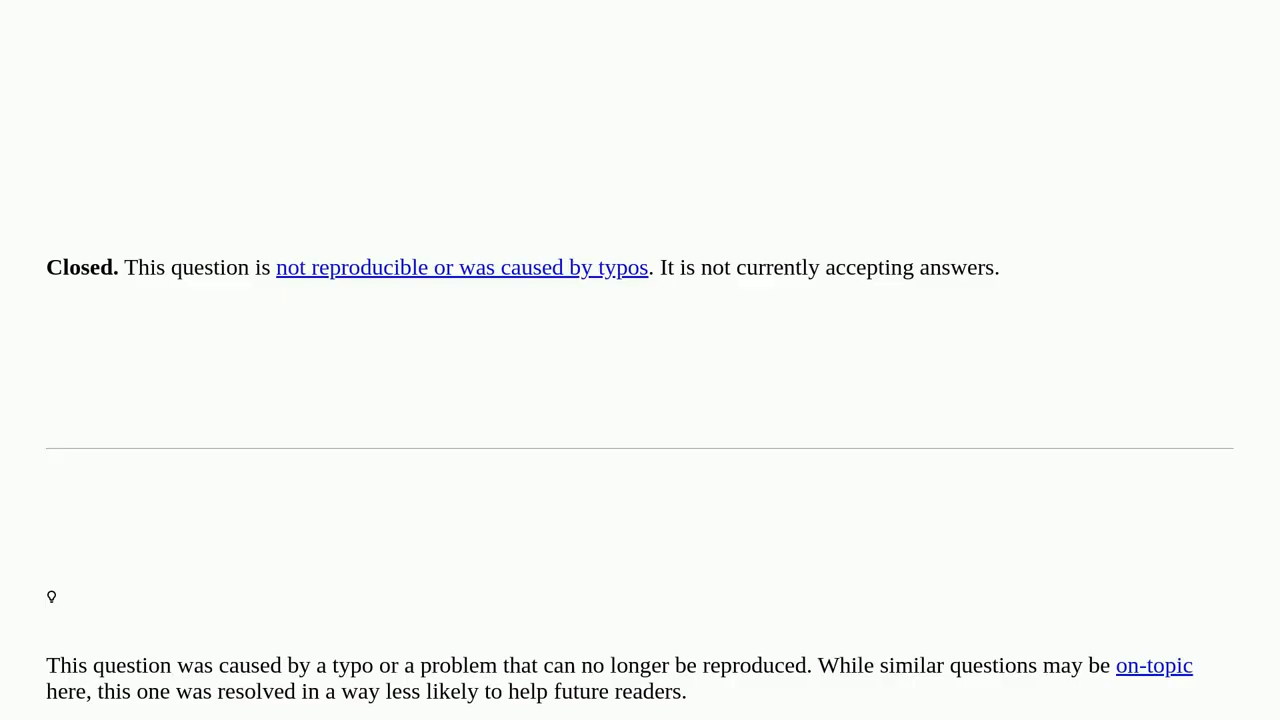 Closed. This question is not reproducible or was caused by typos. It is not currently accepting answers.
This question was caused by a typo or a problem that can no longer be reproduced. While similar questions may be on-topic
here, this one was resolved in a way less likely to help future readers.